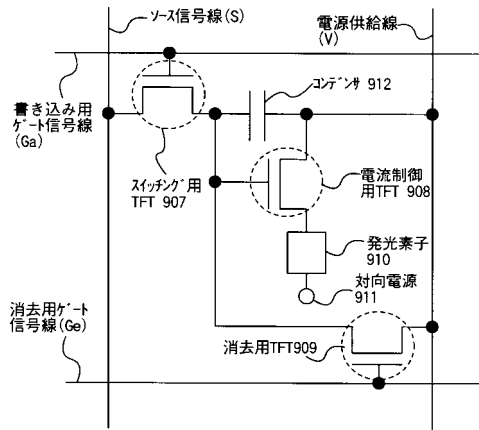 ソース信号線(S)
電源供給線
(V)
書き込み用
ゲート信号線
(Ga)
コンデンサ 912
スイッチング用
TFT 907
電流制御
用TFT 908
発光素子
910
対向電源
911
消去用ゲート
信号線(Ge)
消去用TFT909